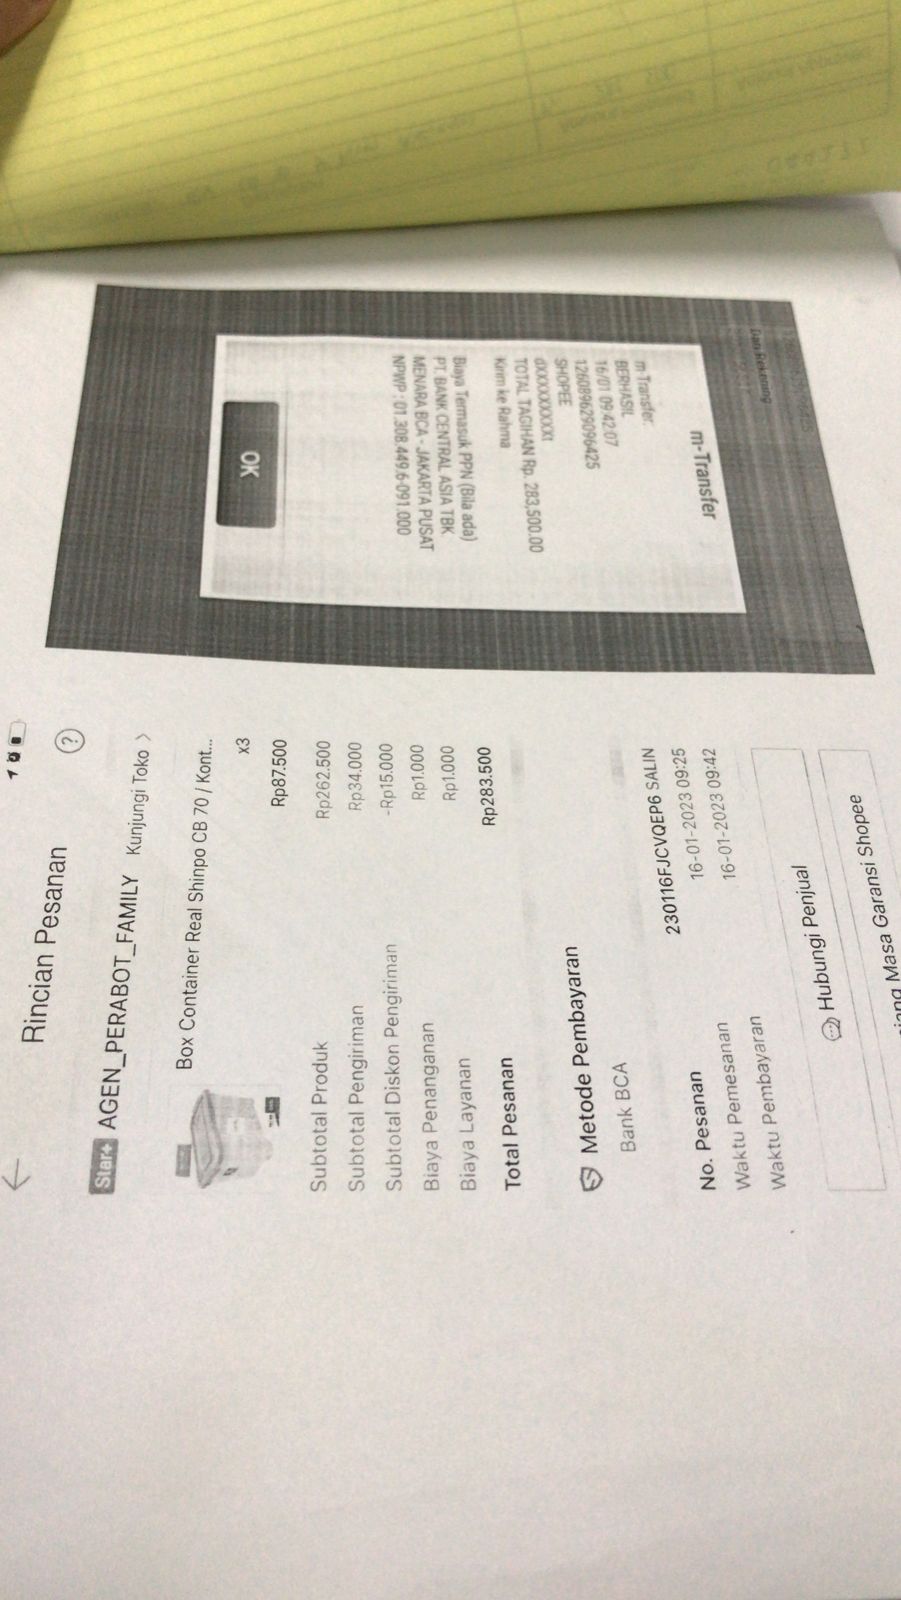 Rincian Pesanan
?
Star+ AGEN_PERABOT_FAMILY Kunjungi Toko >
Box Container Real Shinpo CB 70 / Kont...
x3
Rp87.500
Subtotal Produk Rp262.500
Subtotal Pengiriman Rp34.000
Subtotal Diskon Pengiriman -Rp15.000
Biaya Penanganan Rp1.000
Biaya Layanan Rp1.000
Total Pesanan Rp283.500
Metode Pembayaran
Bank BCA
No. Pesanan 230116FJCVQEP6 SALIN
Waktu Pemesanan 16-01-2023 09:25
Waktu Pembayaran 16-01-2023 09:42
Hubungi Penjual
Masa Garansi Shopee
Dari Rekening
m-Transfer
m-Transfer:
BERHASIL
16/01 09:42:07
126089629096425
SHOPEE
dXXXXXXXXt
TOTAL TAGIHAN Rp. 283,500.00
Kirim ke Rahma
Biaya Termasuk PPN (Bila ada)
PT. BANK CENTRAL ASIA TBK
MENARA BCA - JAKARTA PUSAT
NPWP : 01.308.449.6-091.000
OK